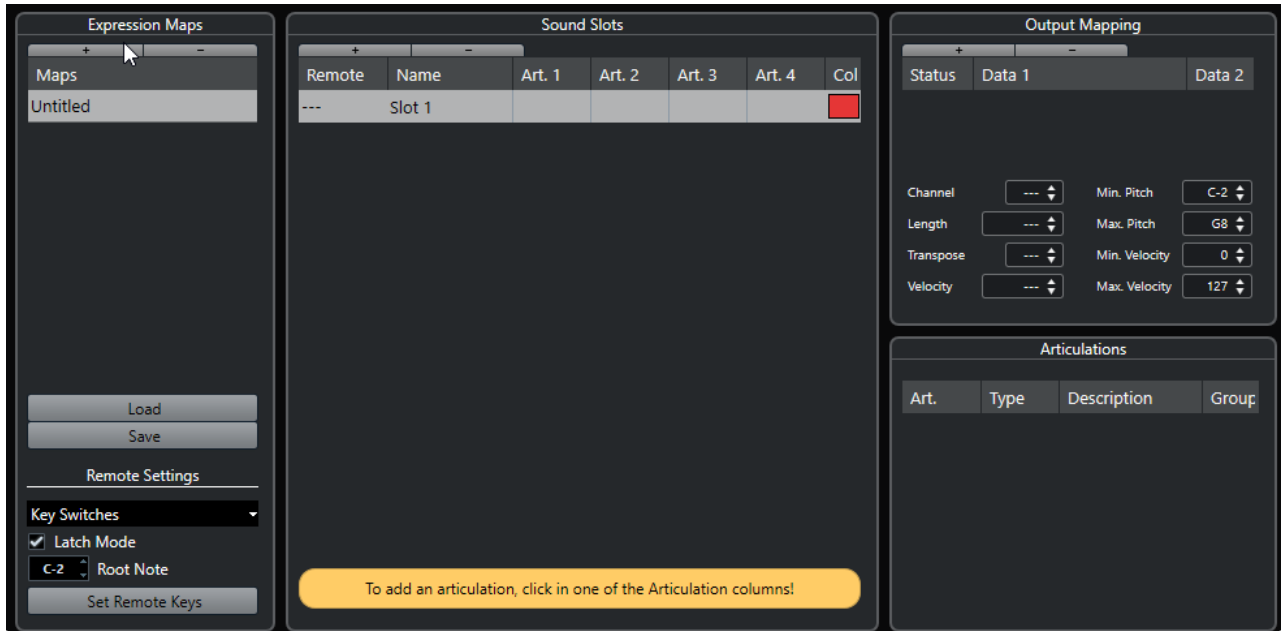 Expression Maps
+ -
Maps
Untitled
Load
Save
Remote Settings
Key Switches
Latch Mode
C-2 Root Note
Set Remote Keys
Sound Slots
+ -
Remote Name Art. 1 Art. 2 Art. 3 Art. 4 Col
--- Slot 1
To add an articulation, click in one of the Articulation columns!
Output Mapping
+ -
Status Data 1 Data 2
Channel --- Min. Pitch C-2
Length --- Max. Pitch G8
Transpose --- Min. Velocity 0
Velocity --- Max. Velocity 127
Articulations
Art. Type Description Group